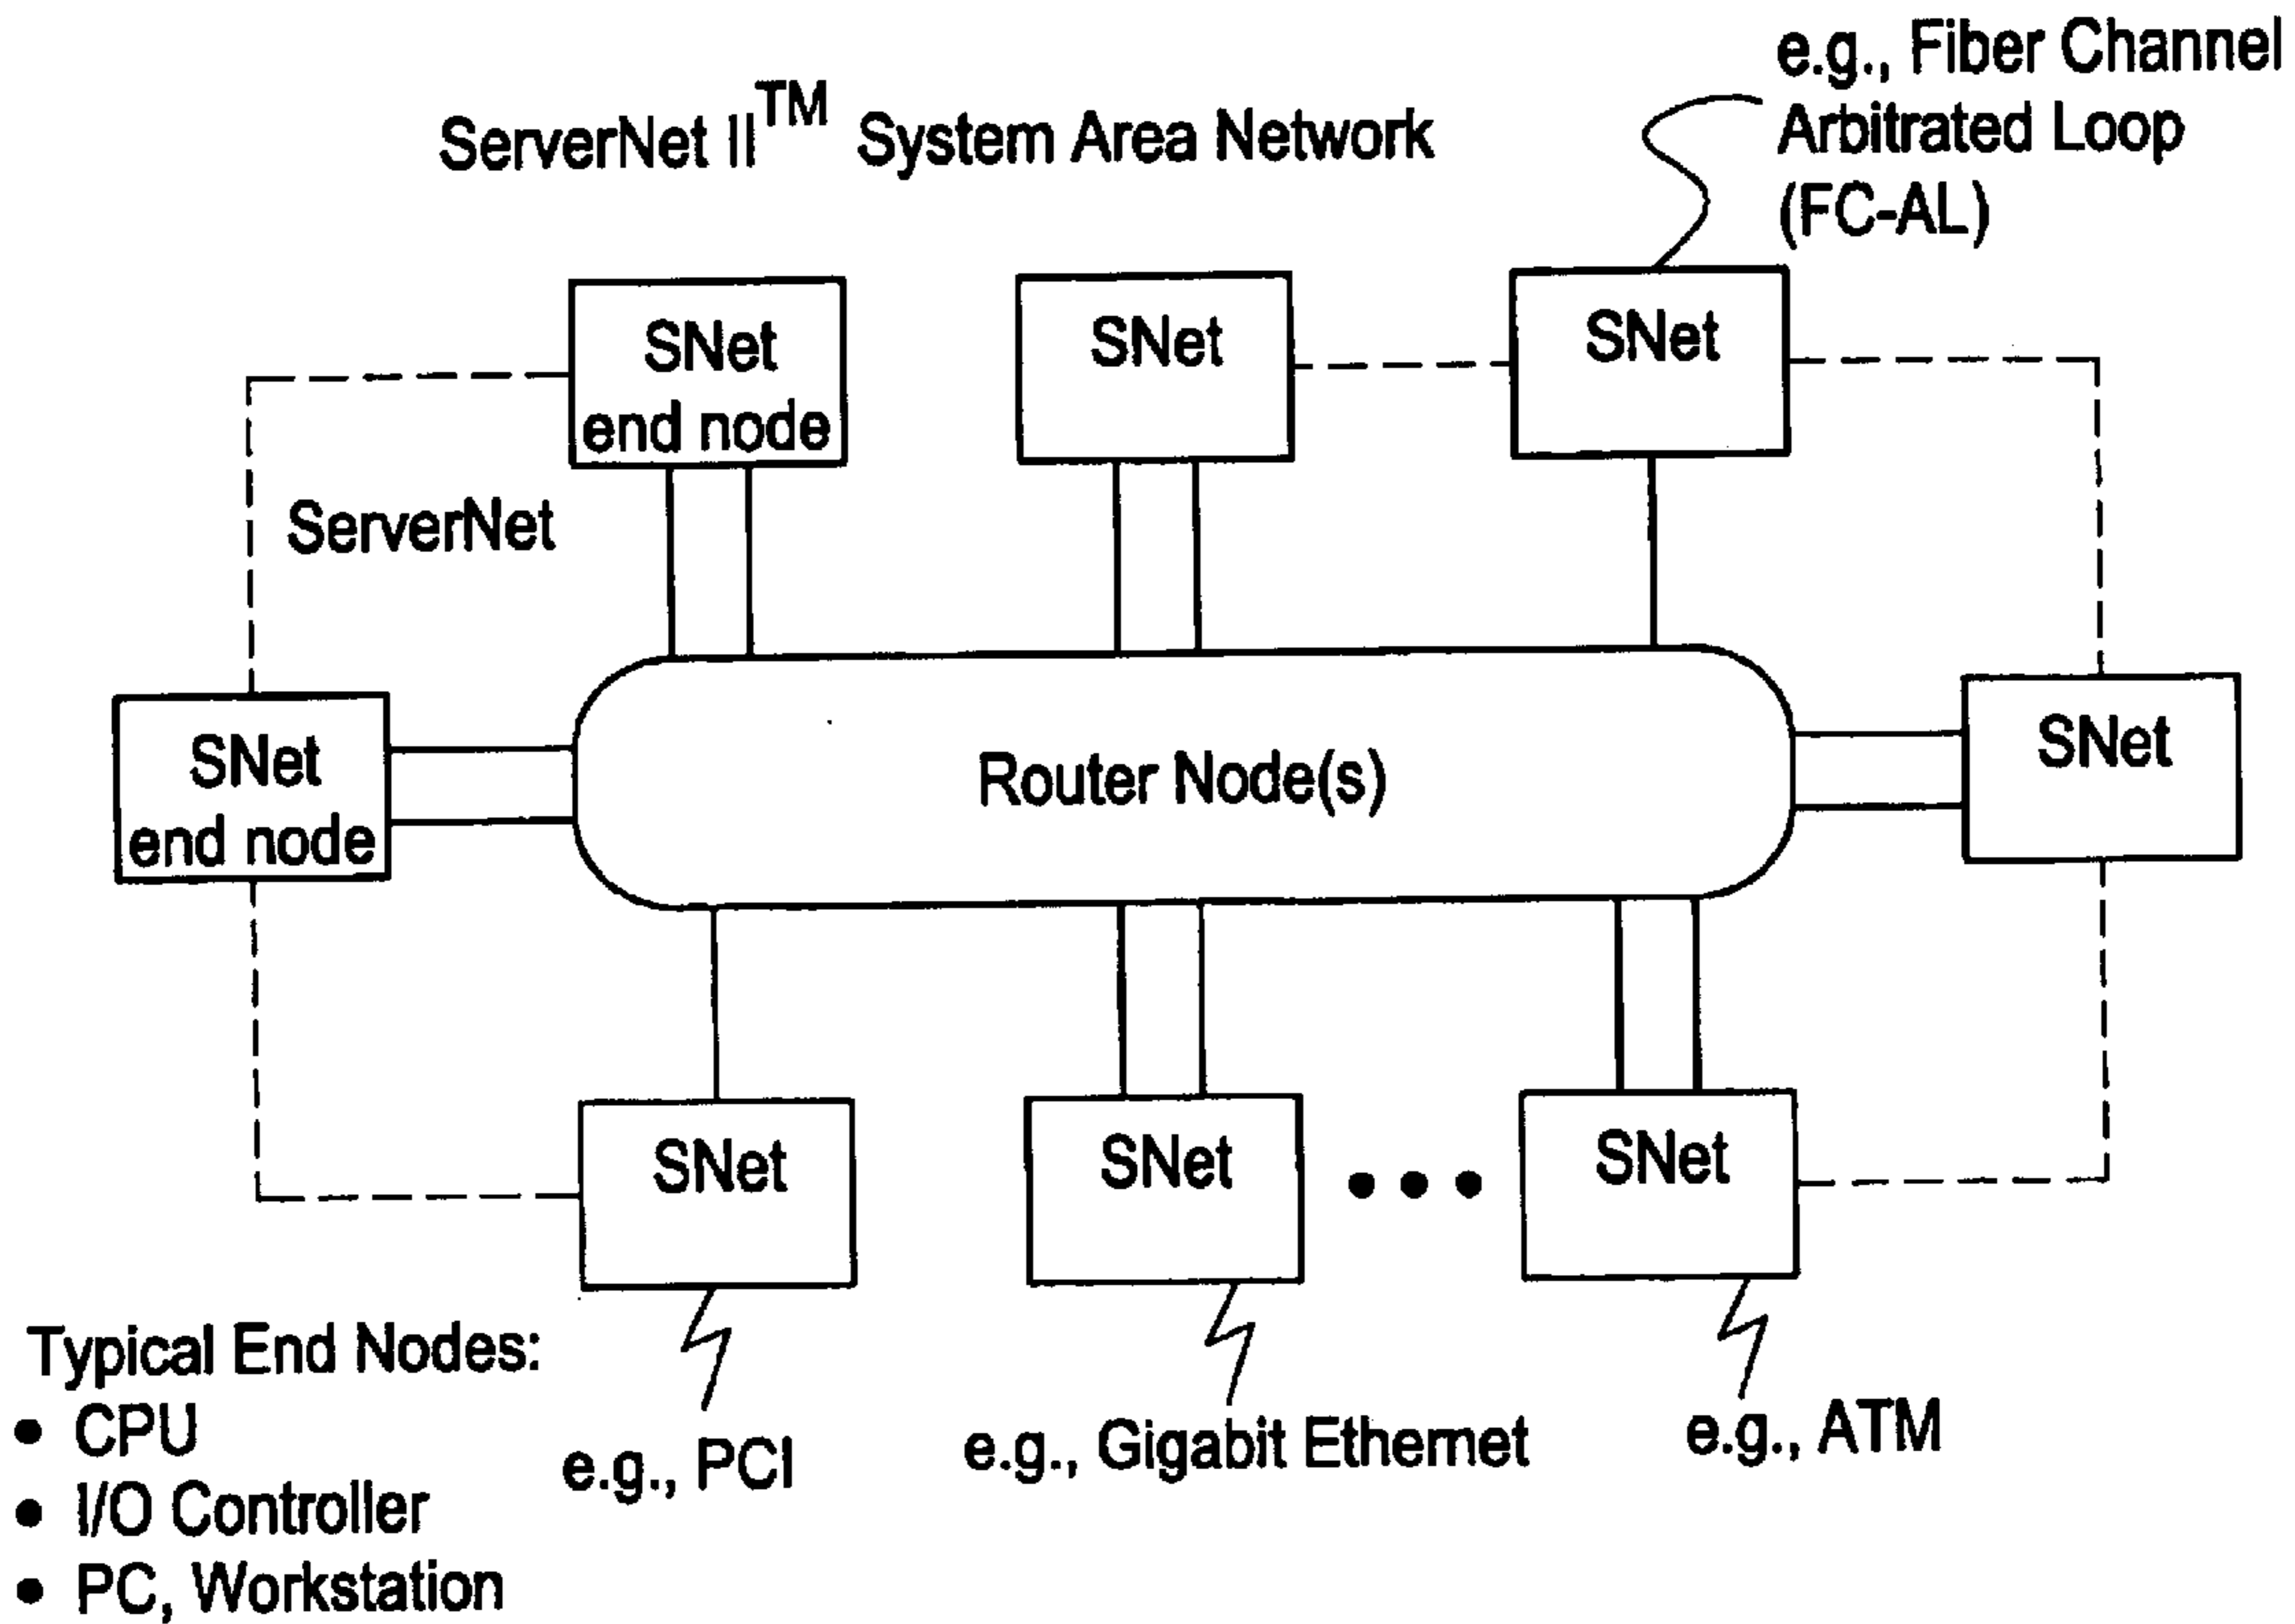 ServerNet II™ System Area Network
e.g., Fiber Channel
Arbitrated Loop
(FC-AL)
SNet
end node
SNet
SNet
ServerNet
SNet
end node
Router Node(s)
SNet
SNet
SNet
SNet
Typical End Nodes:
• CPU
• I/O Controller
• PC, Workstation
e.g., PCI
e.g., Gigabit Ethernet
e.g., ATM